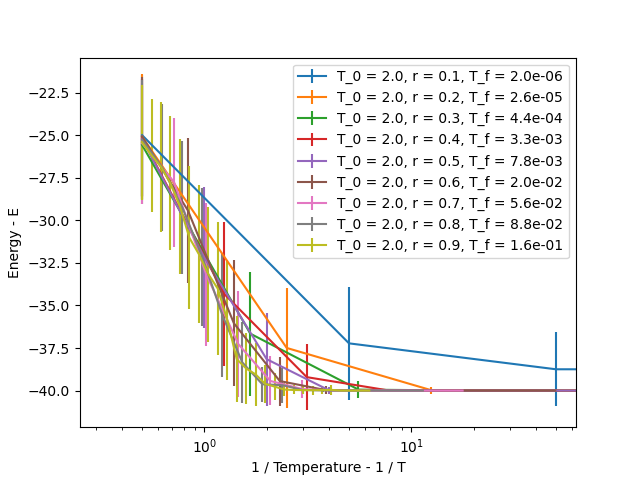 −22.5
−25.0
−27.5
−30.0
−32.5
−35.0
−37.5
−40.0
Energy - E
T_0 = 2.0, r = 0.1, T_f = 2.0e-06
T_0 = 2.0, r = 0.2, T_f = 2.6e-05
T_0 = 2.0, r = 0.3, T_f = 4.4e-04
T_0 = 2.0, r = 0.4, T_f = 3.3e-03
T_0 = 2.0, r = 0.5, T_f = 7.8e-03
T_0 = 2.0, r = 0.6, T_f = 2.0e-02
T_0 = 2.0, r = 0.7, T_f = 5.6e-02
T_0 = 2.0, r = 0.8, T_f = 8.8e-02
T_0 = 2.0, r = 0.9, T_f = 1.6e-01
10⁰ 10¹
1 / Temperature - 1 / T